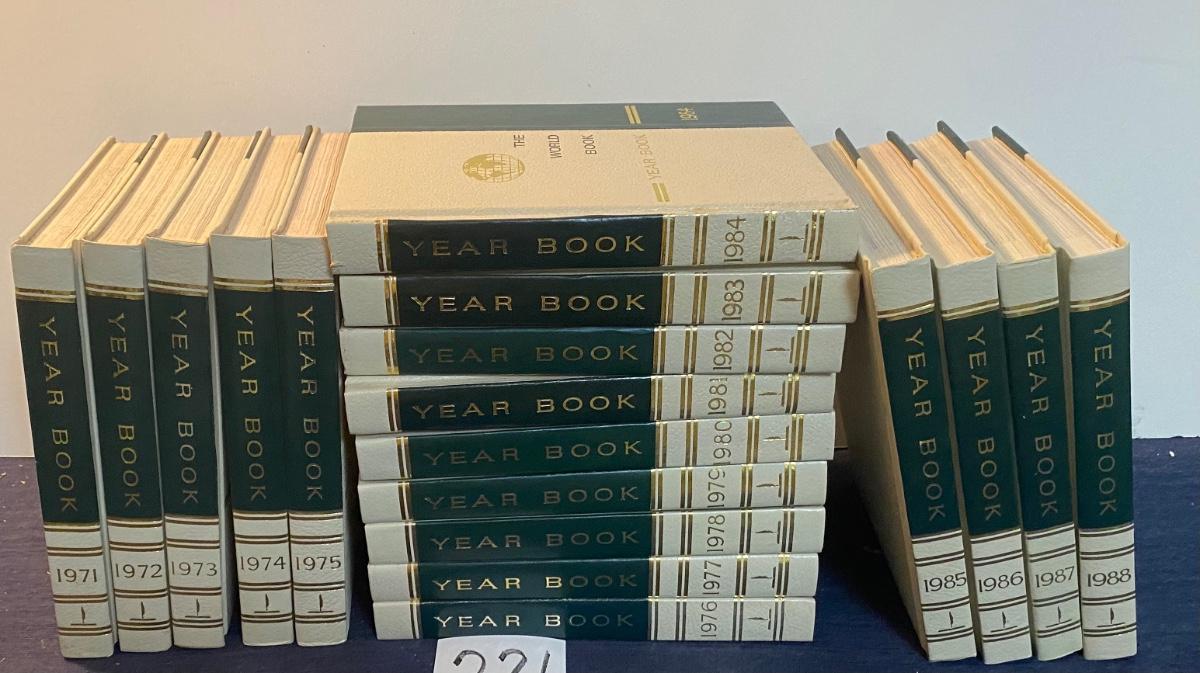 YEAR BOOK
1971
YEAR BOOK
1972
YEAR BOOK
1973
YEAR BOOK
1974
YEAR BOOK
1975
1984
THE
WORLD
BOOK
YEAR BOOK
YEAR BOOK 1984
YEAR BOOK 1983
YEAR BOOK 1982
YEAR BOOK 1981
YEAR BOOK 1980
YEAR BOOK 1979
YEAR BOOK 1978
YEAR BOOK 1977
YEAR BOOK 1976
YEAR BOOK
1985
YEAR BOOK
1986
YEAR BOOK
1987
YEAR BOOK
1988